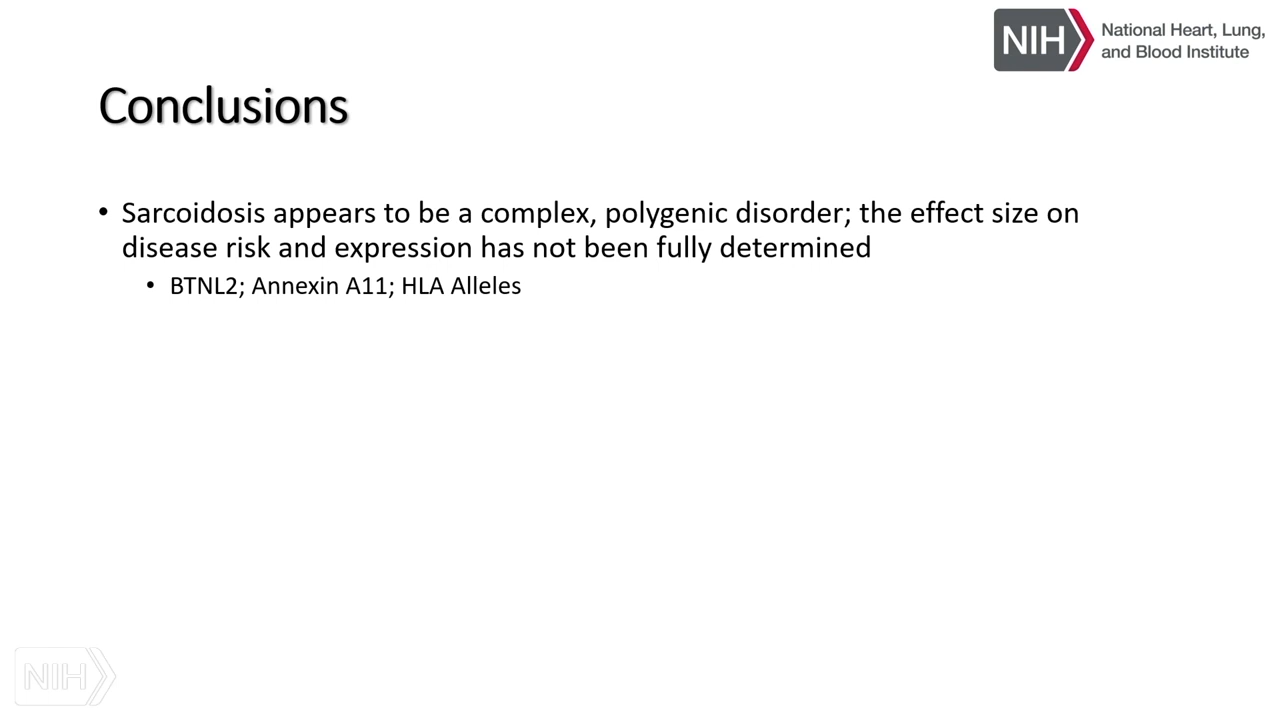 NIH National Heart, Lung,
and Blood Institute
Conclusions
• Sarcoidosis appears to be a complex, polygenic disorder; the effect size on
disease risk and expression has not been fully determined
• BTNL2; Annexin A11; HLA Alleles
NIH